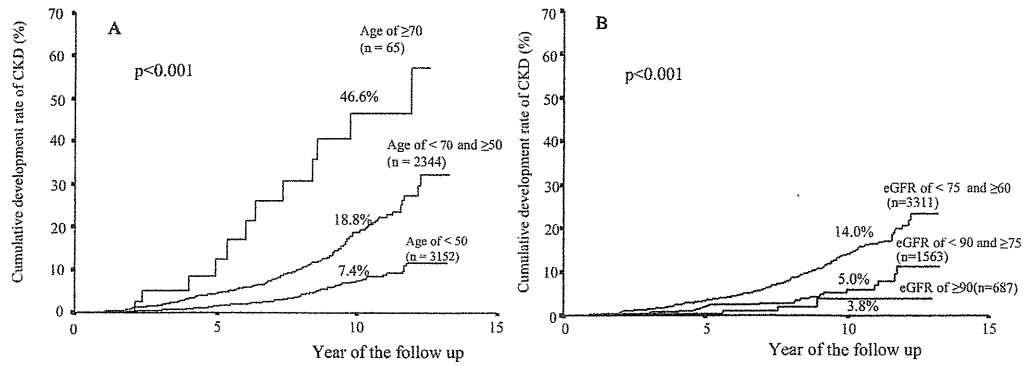 A
Cumulative development rate of CKD (%)
70
60
50
40
30
20
10
0
p<0.001
Age of ≥70
(n = 65)
46.6%
Age of < 70 and ≥50
(n = 2344)
18.8%
Age of < 50
(n = 3152)
7.4%
0
5
10
15
Year of the follow up
B
Cumulative development rate of CKD (%)
70
60
50
40
30
20
10
0
p<0.001
eGFR of < 75 and ≥60
(n=3311)
14.0%
eGFR of < 90 and ≥75
(n=1563)
5.0%
eGFR of ≥90(n=687)
3.8%
0
5
10
15
Year of the follow up